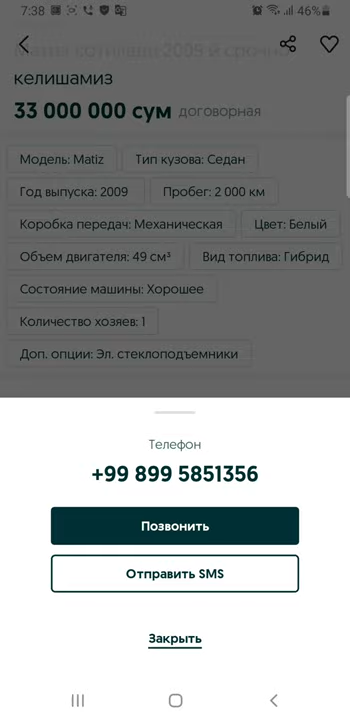 7:38
46%
2009 й срочн
келишамиз
33 000 000 сум договорная
Модель: Matiz Тип кузова: Седан
Год выпуска: 2009 Пробег: 2 000 км
Коробка передач: Механическая Цвет: Белый
Объем двигателя: 49 см³ Вид топлива: Гибрид
Состояние машины: Хорошее
Количество хозяев: 1
Доп. опции: Эл. стеклоподъемники
Телефон
+99 899 5851356
Позвонить
Отправить SMS
Закрыть